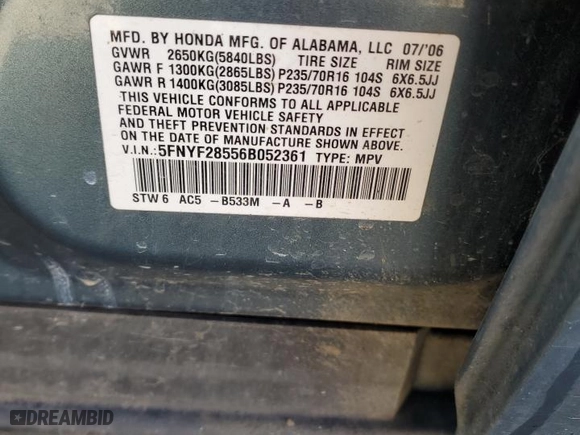 MFD. BY HONDA MFG. OF ALABAMA, LLC 07/'06
GVWR 2650KG(5840LBS) TIRE SIZE RIM SIZE
GAWR F 1300KG(2865LBS) P235/70R16 104S 6X6.5JJ
GAWR R 1400KG(3085LBS) P235/70R16 104S 6X6.5JJ
THIS VEHICLE CONFORMS TO ALL APPLICABLE
FEDERAL MOTOR VEHICLE SAFETY
AND THEFT PREVENTION STANDARDS IN EFFECT
ON THE DATE OF MANUFACTURE SHOWN ABOVE.
V.I.N.: 5FNYF28556B052361 TYPE: MPV
STW 6 AC5 -B533M -A -B
DREAMBID